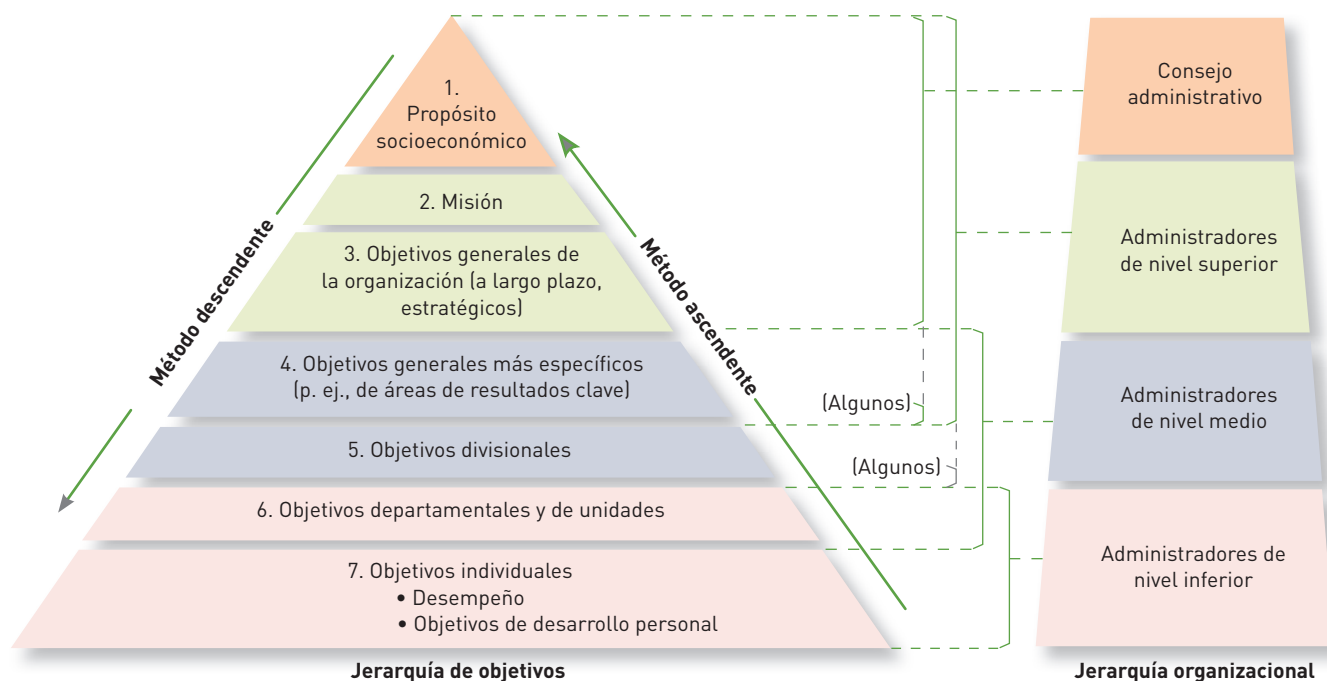 1.
Propósito
socioeconómico
2. Misión
3. Objetivos generales de
la organización (a largo plazo,
estratégicos)
4. Objetivos generales más específicos
(p. ej., de áreas de resultados clave)
5. Objetivos divisionales
6. Objetivos departamentales y de unidades
7. Objetivos individuales
• Desempeño
• Objetivos de desarrollo personal
Método descendente
Método ascendente
(Algunos)
(Algunos)
Jerarquía de objetivos
Consejo
administrativo
Administradores
de nivel superior
Administradores
de nivel medio
Administradores de
nivel inferior
Jerarquía organizacional